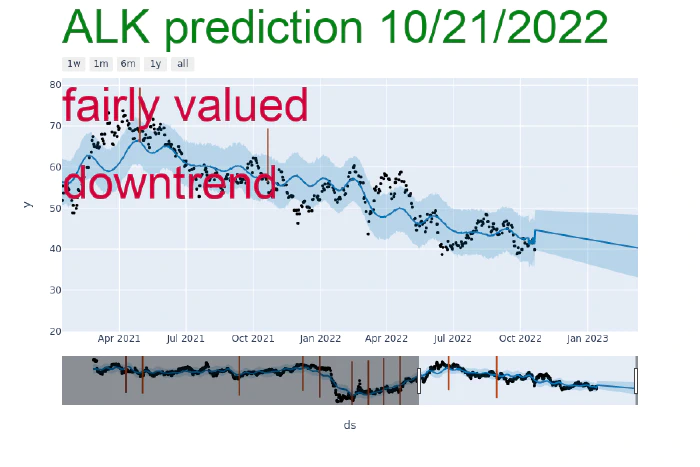 ALK prediction 10/21/2022
1w 1m 6m 1y all
80
fairly valued
70
60
downtrend
50
y
40
30
20
Apr 2021 Jul 2021 Oct 2021 Jan 2022 Apr 2022 Jul 2022 Oct 2022 Jan 2023
ds